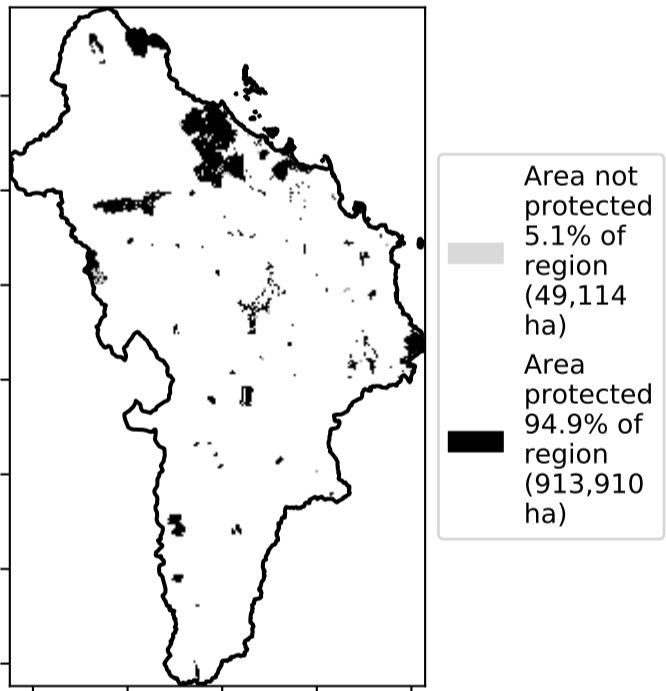 Area not
protected
5.1% of
region
(49,114
ha)
Area
protected
94.9% of
region
(913,910
ha)